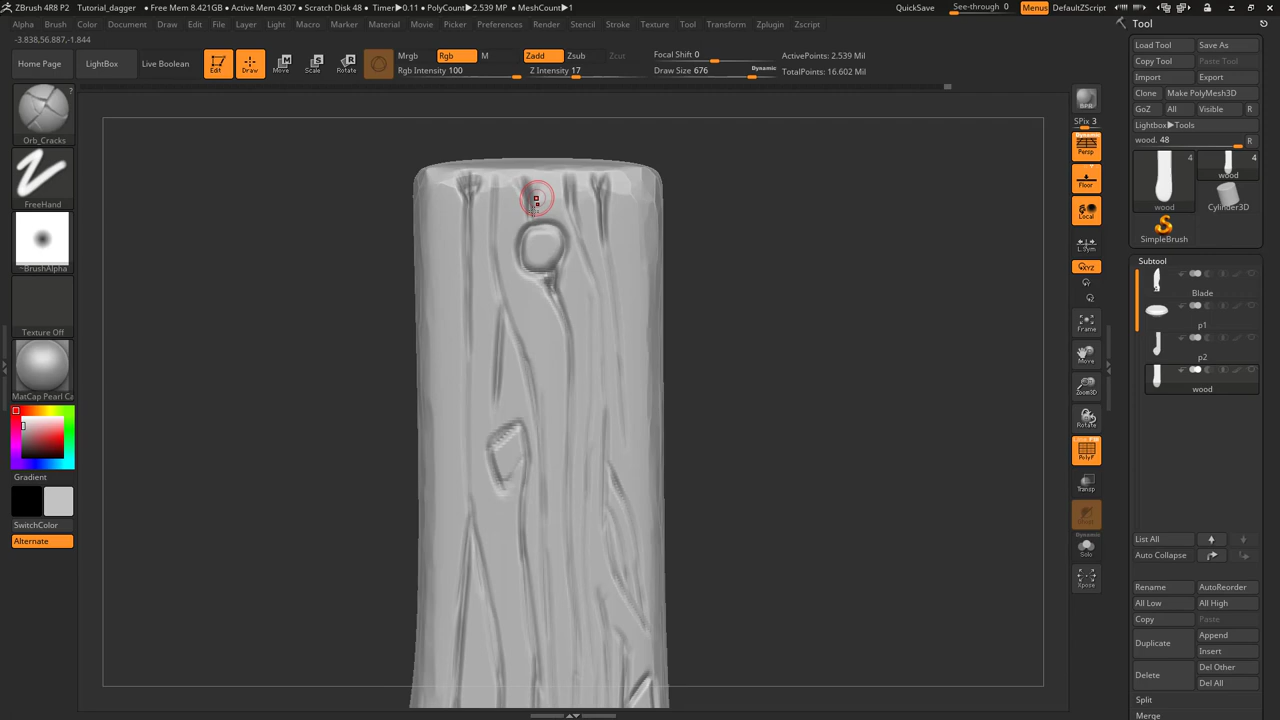 ZBrush 4R8 P2 Tutorial_dagger • Free Mem 8.421GB • Active Mem 4307 • Scratch Disk 48 • Timer▶0.11 • PolyCount▶2.539 MP • MeshCount▶1 QuickSave See-through 0 Menus DefaultZScript
Alpha Brush Color Document Draw Edit File Layer Light Macro Marker Material Movie Picker Preferences Render Stencil Stroke Texture Tool Transform Zplugin Zscript
-3.838,56.887,-1.844
Home Page LightBox Live Boolean Edit Draw Move Scale Rotate
Mrgb Rgb M Zadd Zsub Zcut
Rgb Intensity 100 Z Intensity 17
Focal Shift 0 ActivePoints: 2.539 Mil
Draw Size 676 Dynamic TotalPoints: 16.602 Mil
Orb_Cracks
FreeHand
~BrushAlpha
Texture Off
MatCap Pearl Ca
Gradient
SwitchColor
Alternate
BPR
SPix 3
Dynamic
Persp
Floor
Local
L.Sym
XYZ
Frame
Move
Zoom3D
Rotate
Line Fill
PolyF
Transp
Dynamic
Solo
Xpose
Tool
Load Tool Save As
Copy Tool Paste Tool
Import Export
Clone Make PolyMesh3D
GoZ All Visible R
Lightbox▶Tools
wood. 48 R
4 4
wood wood
Cylinder3D
SimpleBrush
Subtool
Blade
p1
p2
wood
List All
Auto Collapse
Rename AutoReorder
All Low All High
Copy Paste
Duplicate Append
Insert
Delete Del Other
Del All
Split
Merge